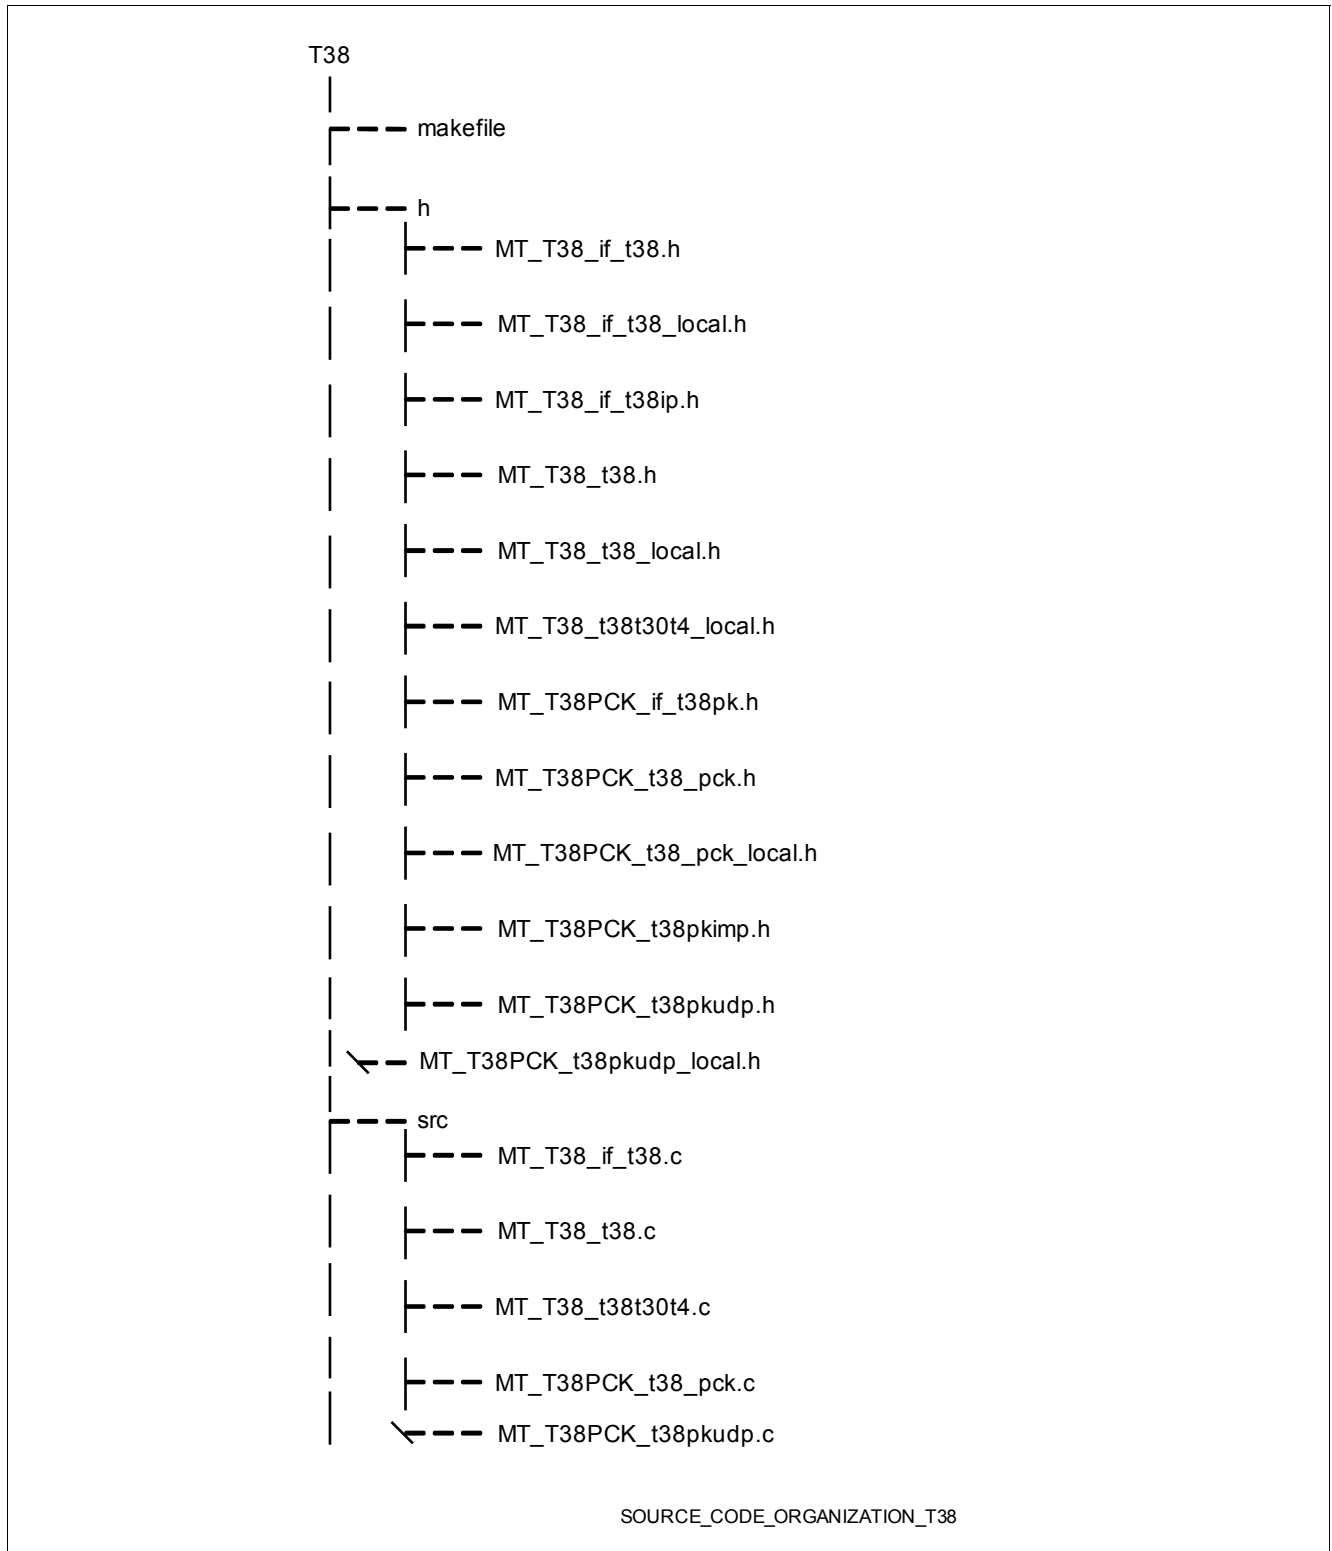 T38
makefile
h
MT_T38_if_t38.h
MT_T38_if_t38_local.h
MT_T38_if_t38ip.h
MT_T38_t38.h
MT_T38_t38_local.h
MT_T38_t38t30t4_local.h
MT_T38PCK_if_t38pk.h
MT_T38PCK_t38_pck.h
MT_T38PCK_t38_pck_local.h
MT_T38PCK_t38pkimp.h
MT_T38PCK_t38pkudp.h
MT_T38PCK_t38pkudp_local.h
src
MT_T38_if_t38.c
MT_T38_t38.c
MT_T38_t38t30t4.c
MT_T38PCK_t38_pck.c
MT_T38PCK_t38pkudp.c
SOURCE_CODE_ORGANIZATION_T38